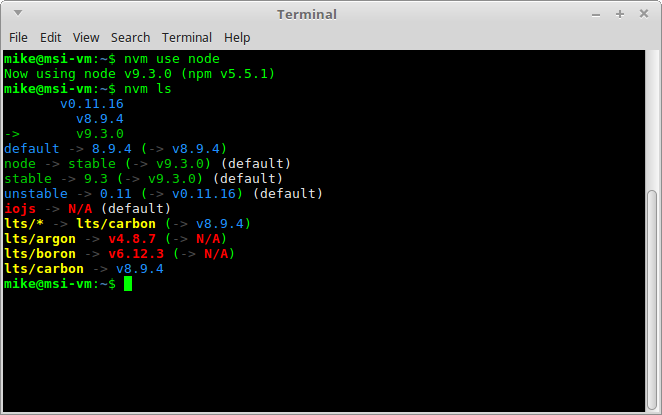 Terminal
File Edit View Search Terminal Help
mike@msi-vm:~$ nvm use node
Now using node v9.3.0 (npm v5.5.1)
mike@msi-vm:~$ nvm ls
       v0.11.16
         v8.9.4
->       v9.3.0
default -> 8.9.4 (-> v8.9.4)
node -> stable (-> v9.3.0) (default)
stable -> 9.3 (-> v9.3.0) (default)
unstable -> 0.11 (-> v0.11.16) (default)
iojs -> N/A (default)
lts/* -> lts/carbon (-> v8.9.4)
lts/argon -> v4.8.7 (-> N/A)
lts/boron -> v6.12.3 (-> N/A)
lts/carbon -> v8.9.4
mike@msi-vm:~$